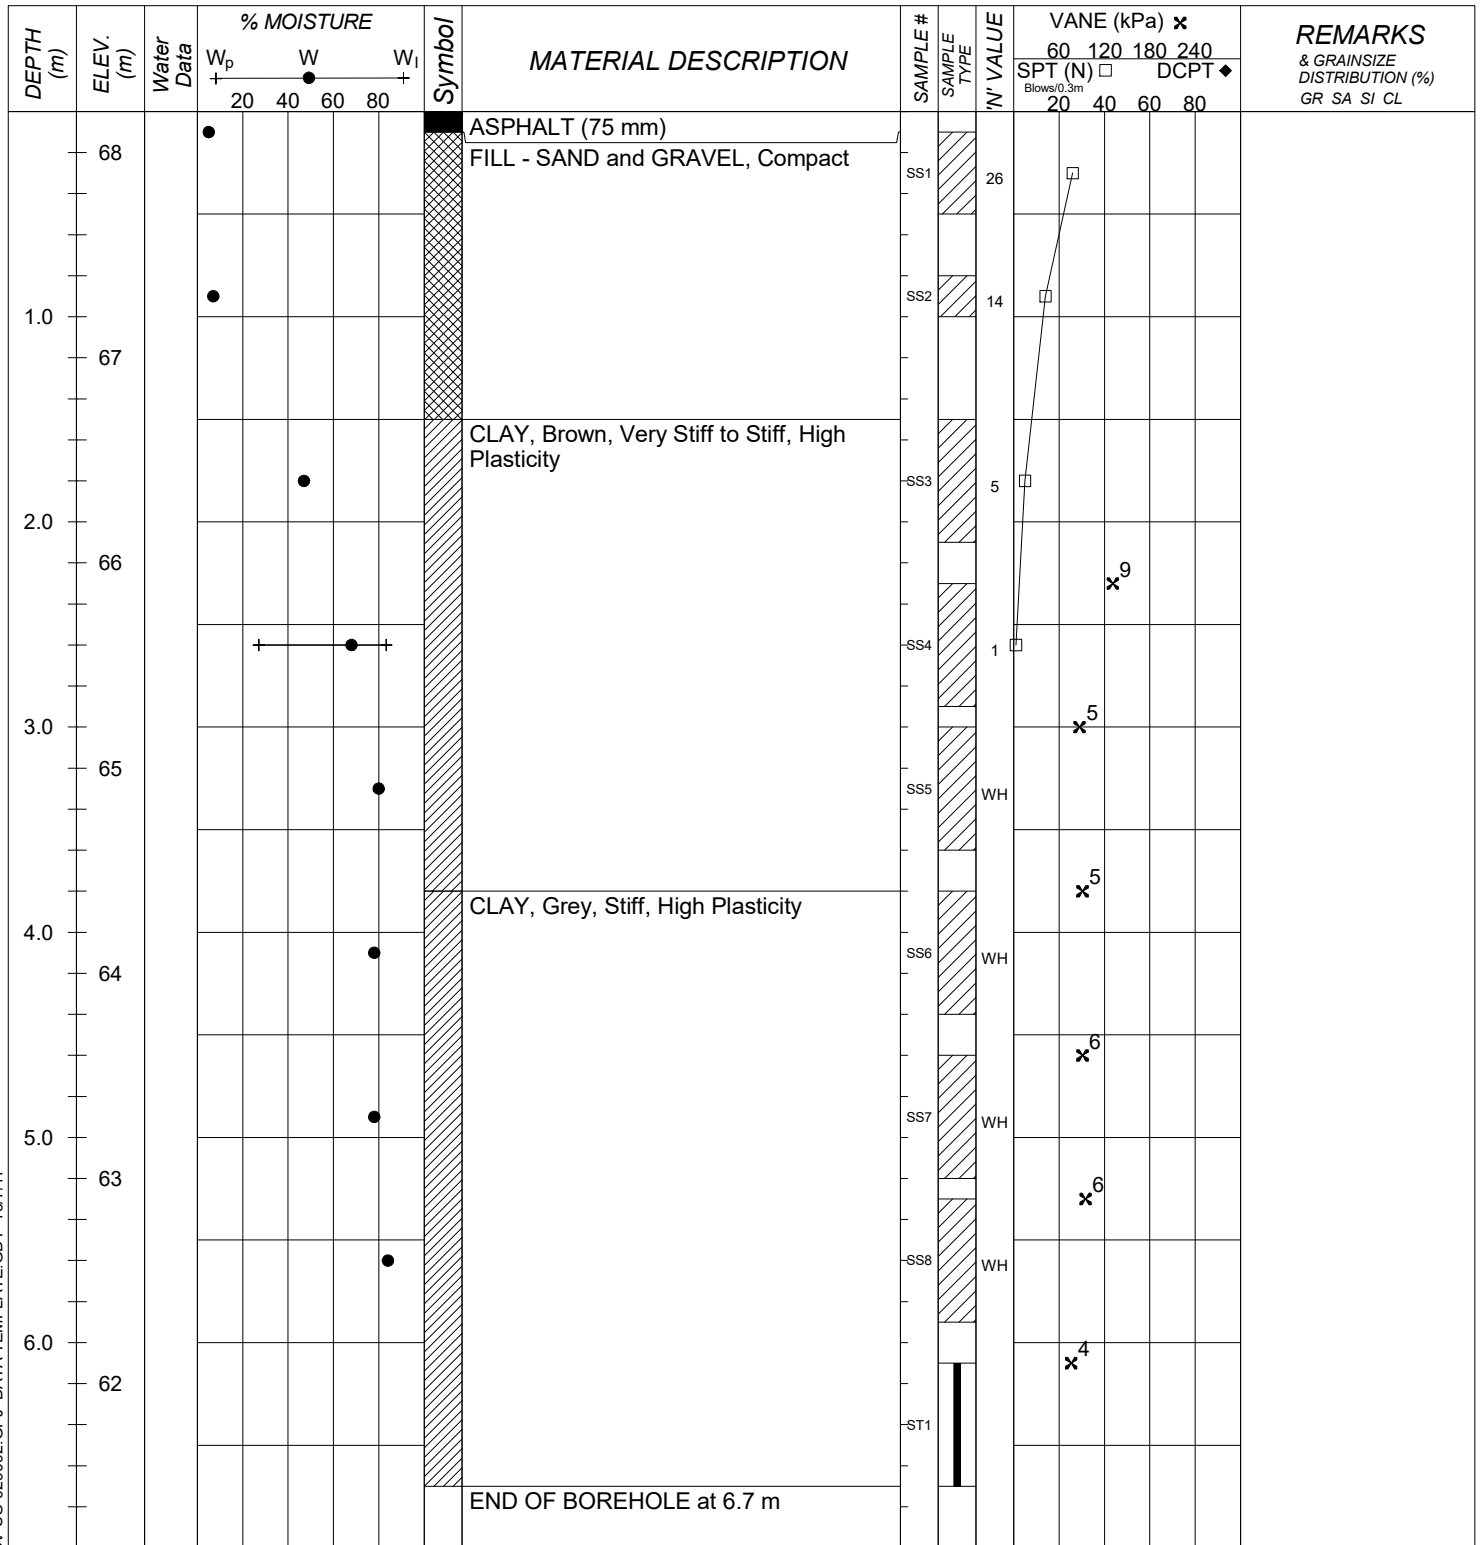 DEPTH (m)
ELEV. (m)
Water Data
% MOISTURE
Wp W Wl
20 40 60 80
Symbol
MATERIAL DESCRIPTION
SAMPLE #
SAMPLE TYPE
'N' VALUE
VANE (kPa)
60 120 180 240
SPT (N) DCPT
Blows/0.3m
20 40 60 80
REMARKS
& GRAINSIZE
DISTRIBUTION (%)
GR SA SI CL
ASPHALT (75 mm)
68
FILL - SAND and GRAVEL, Compact
SS1
26
SS2
14
1.0
67
CLAY, Brown, Very Stiff to Stiff, High
Plasticity
SS3
5
2.0
66
9
SS4
1
3.0
5
65
SS5
WH
5
CLAY, Grey, Stiff, High Plasticity
4.0
SS6
WH
64
6
SS7
WH
5.0
63
6
SS8
WH
6.0
4
62
ST1
END OF BOREHOLE at 6.7 m